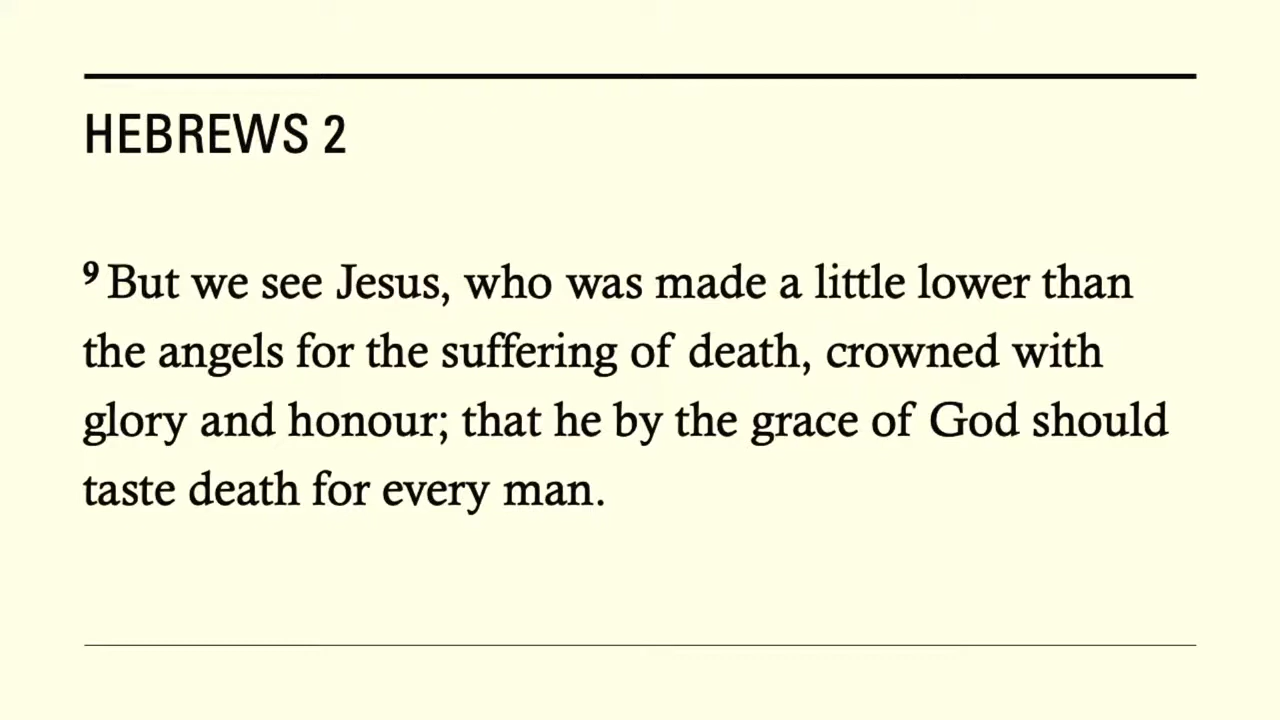 HEBREWS 2
9 But we see Jesus, who was made a little lower than
the angels for the suffering of death, crowned with
glory and honour; that he by the grace of God should
taste death for every man.